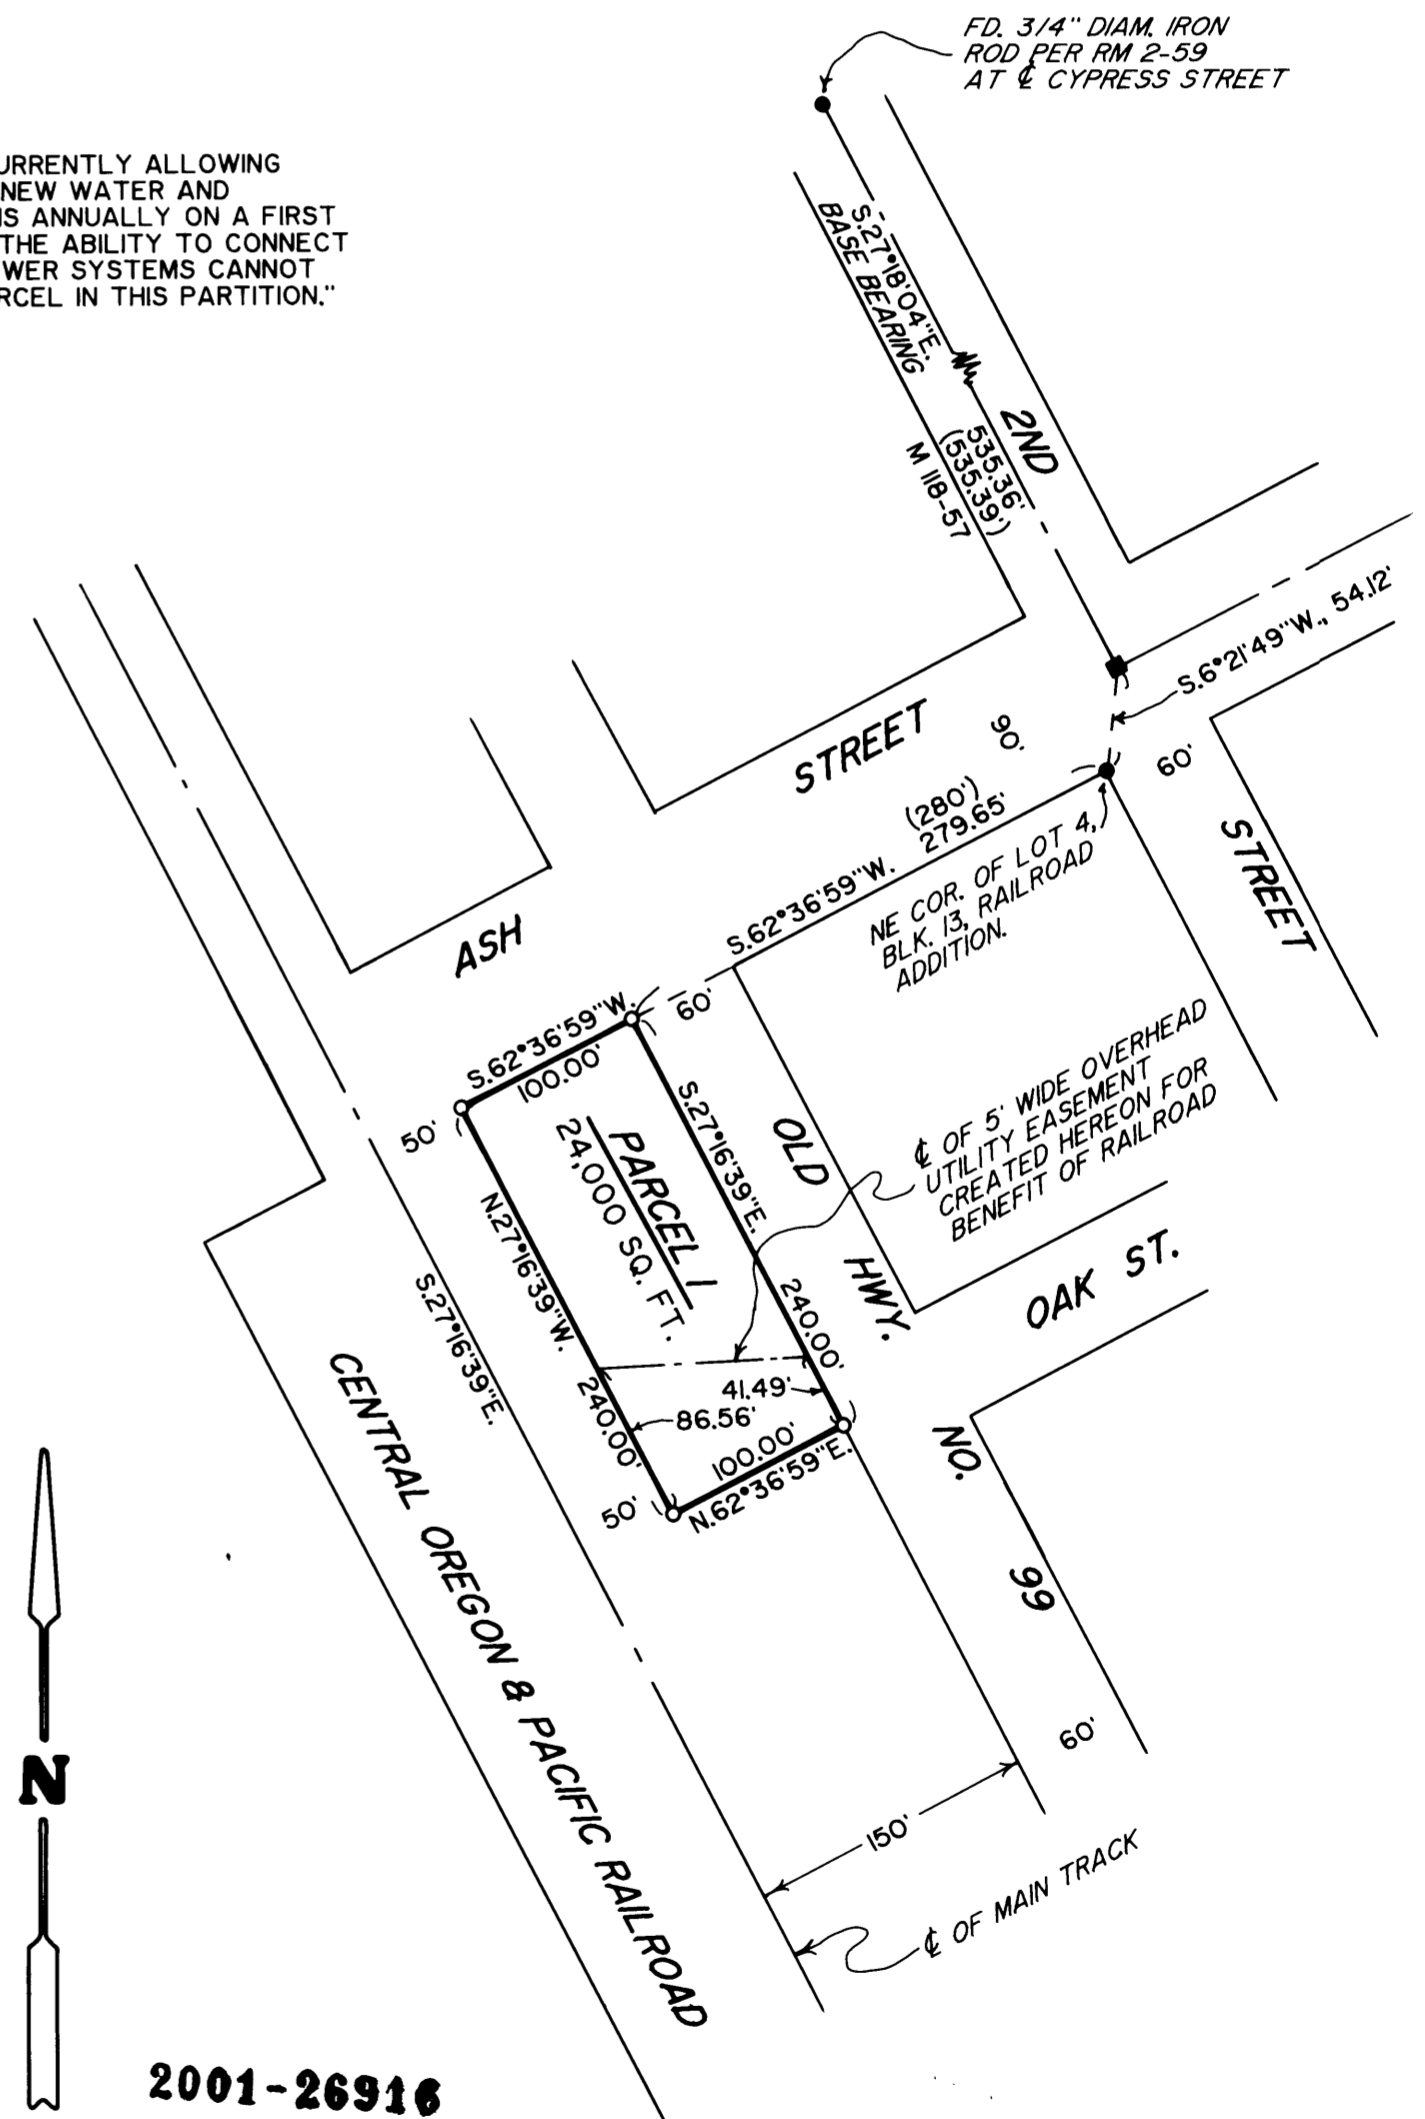 FD. 3/4" DIAM. IRON
ROD PER RM 2-59
AT ℄ CYPRESS STREET
URRENTLY ALLOWING
NEW WATER AND
NS ANNUALLY ON A FIRST
THE ABILITY TO CONNECT
WER SYSTEMS CANNOT
RCEL IN THIS PARTITION."
S.27°18'04"E.
BASE BEARING
2ND
535.36'
(535.39')
M 118-57
S.6°21'49"W., 54.12'
STREET
90'
60'
(280')
279.65'
S.62°36'59"W.
STREET
NE COR. OF LOT 4,
BLK. 13, RAILROAD
ADDITION.
ASH
60'
S.62°36'59"W.
100.00'
50'
S.27°16'39"E.
PARCEL 1
24,000 SQ. FT.
OLD
℄ OF 5' WIDE OVERHEAD
UTILITY EASEMENT
CREATED HEREON FOR
BENEFIT OF RAILROAD
N.27°16'39"W.
S.27°16'39"E.
240.00'
HWY.
OAK ST.
240.00'
41.49'
86.56'
100.00'
N.62°36'59"E.
50'
NO.
99
CENTRAL OREGON & PACIFIC RAILROAD
60'
150'
℄ OF MAIN TRACK
N
2001-26916